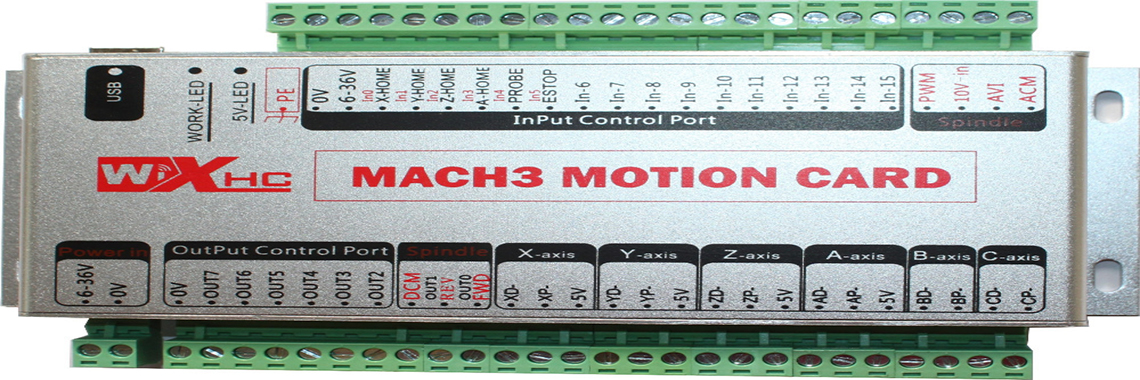 USB
WORK-LED
5V-LED
PE
0V
6-36V
In0 X-HOME
In1 Y-HOME
In2 Z-HOME
In3 A-HOME
In4 PROBE
In5 ESTOP
In-6
In-7
In-8
In-9
In-10
In-11
In-12
In-13
In-14
In-15
InPut Control Port
PWM
10V-in
AVI
ACM
Spindle
WiXHC
MACH3 MOTION CARD
Power in
6-36V
0V
OutPut Control Port
0V
OUT7
OUT6
OUT5
OUT4
OUT3
OUT2
Spindle
DCM
OUT1 REV
OUT0 FWD
X-axis
XD-
XP-
5V
Y-axis
YD-
YP-
5V
Z-axis
ZD-
ZP-
5V
A-axis
AD-
AP-
5V
B-axis
BD-
BP-
C-axis
CD-
CP-